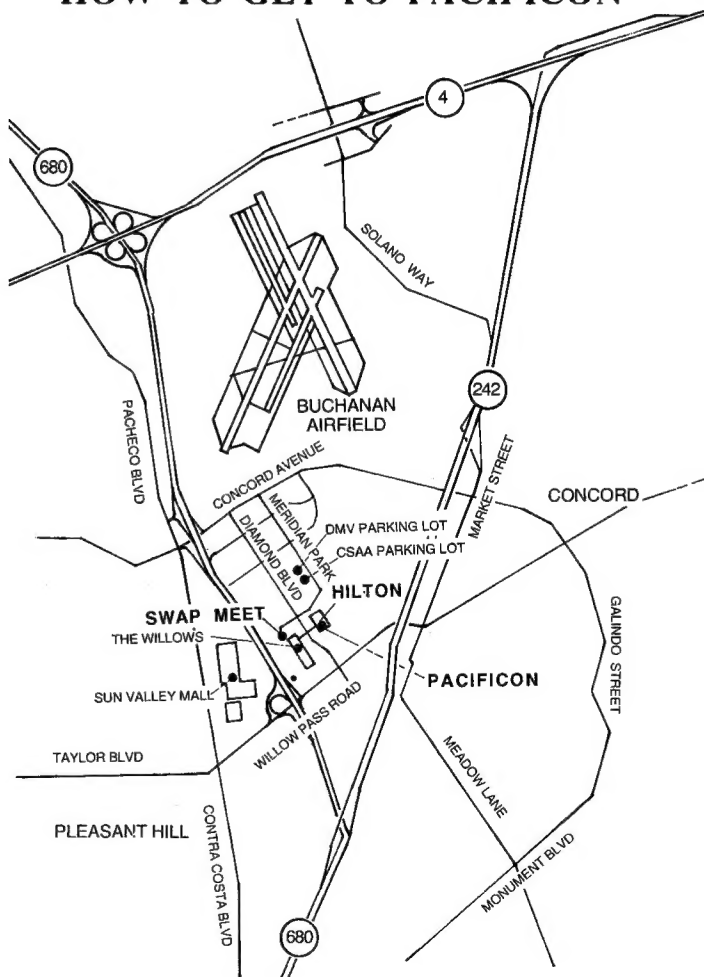 HOW TO GET TO PACIFICON
4
680
SOLANO WAY
242
BUCHANAN
AIRFIELD
PACHECO BLVD
CONCORD AVENUE
MARKET STREET
CONCORD
MERIDIAN PARK
DIAMOND BLVD
DMV PARKING LOT
CSAA PARKING LOT
HILTON
SWAP MEET
THE WILLOWS
GALINDO STREET
SUN VALLEY MALL
PACIFICON
WILLOW PASS ROAD
TAYLOR BLVD
MEADOW LANE
PLEASANT HILL
CONTRA COSTA BLVD
MONUMENT BLVD
680